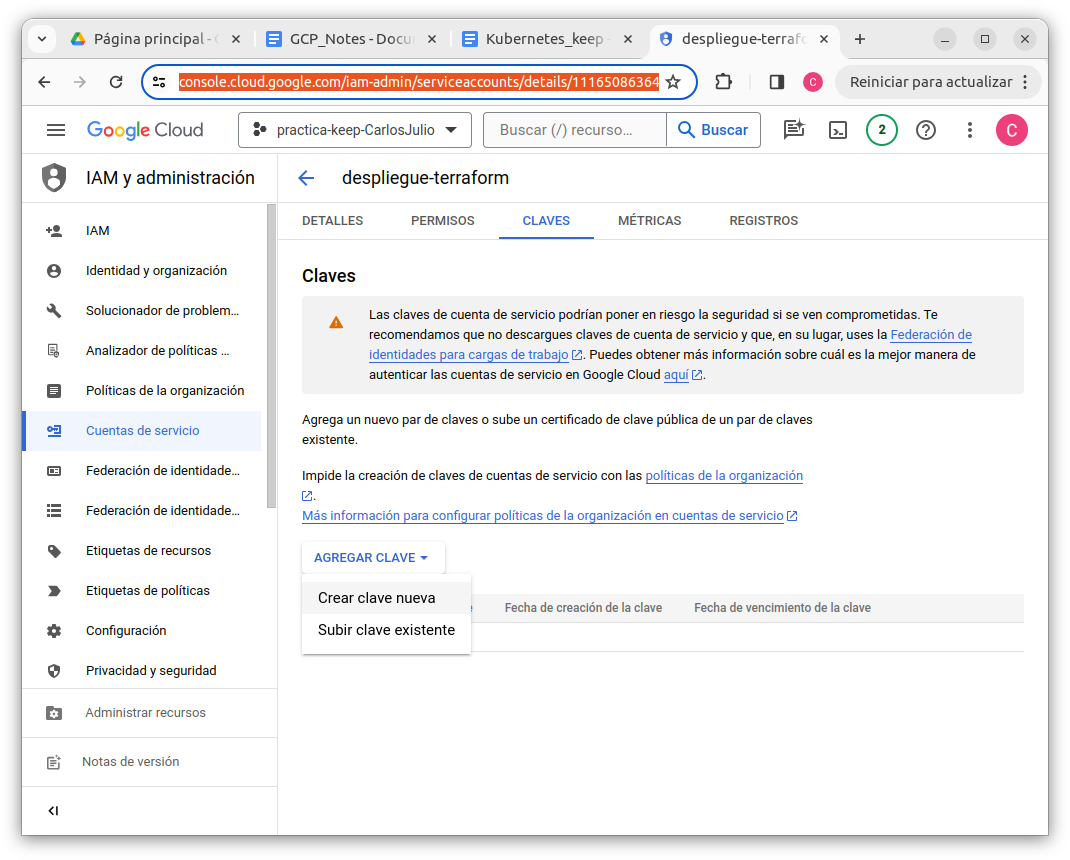 Página principal - G
GCP_Notes - Docu
Kubernetes_keep -
despliegue-terrafo
console.cloud.google.com/iam-admin/serviceaccounts/details/11165086364
C
Reiniciar para actualizar
Google Cloud
practica-keep-CarlosJulio
Buscar (/) recurso...
Buscar
2
C
IAM y administración
despliegue-terraform
DETALLES
PERMISOS
CLAVES
MÉTRICAS
REGISTROS
IAM
Identidad y organización
Solucionador de problem...
Analizador de políticas ...
Políticas de la organización
Cuentas de servicio
Federación de identidade...
Federación de identidade...
Etiquetas de recursos
Etiquetas de políticas
Configuración
Privacidad y seguridad
Administrar recursos
Notas de versión
Claves
Las claves de cuenta de servicio podrían poner en riesgo la seguridad si se ven comprometidas. Te
recomendamos que no descargues claves de cuenta de servicio y que, en su lugar, uses la Federación de
identidades para cargas de trabajo. Puedes obtener más información sobre cuál es la mejor manera de
autenticar las cuentas de servicio en Google Cloud aquí.
Agrega un nuevo par de claves o sube un certificado de clave pública de un par de claves
existente.
Impide la creación de claves de cuentas de servicio con las políticas de la organización
.
Más información para configurar políticas de la organización en cuentas de servicio
AGREGAR CLAVE
Crear clave nueva
Subir clave existente
Fecha de creación de la clave
Fecha de vencimiento de la clave